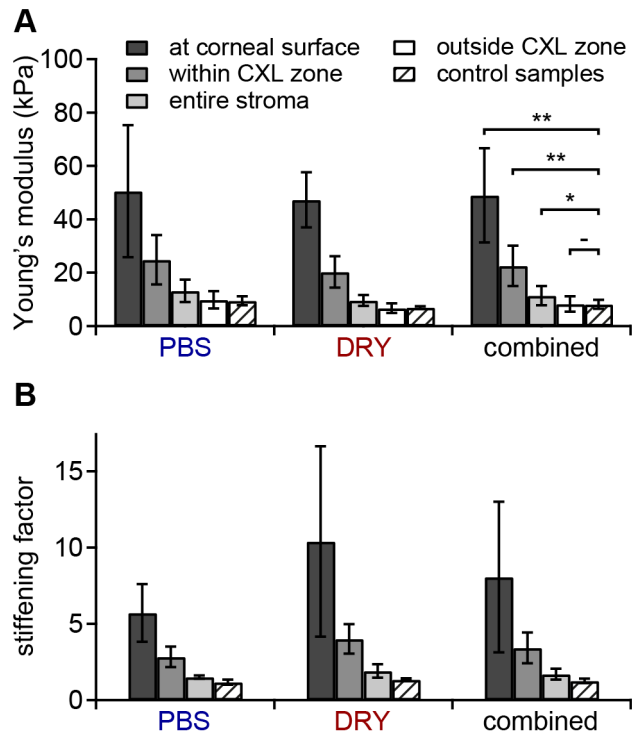 A
Young's modulus (kPa)
100
80
60
40
20
0
at corneal surface
within CXL zone
entire stroma
outside CXL zone
control samples
**
**
*
-
PBS
DRY
combined
B
stiffening factor
15
10
5
0
PBS
DRY
combined